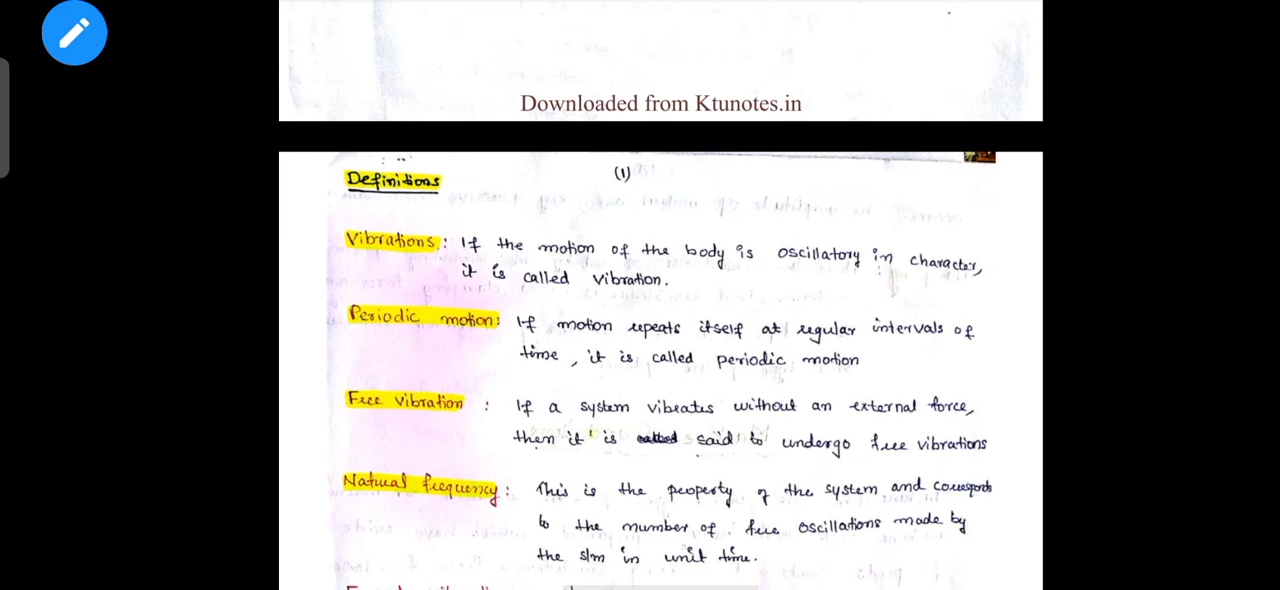 Downloaded from Ktunotes.in
Definitions
(1)
Vibrations : If the motion of the body is oscillatory in character,
it is called vibration.
Periodic motion : If motion repeats itself at regular intervals of
time, it is called periodic motion
Free vibration : If a system vibrates without an external force,
then it is called said to undergo free vibrations
Natural frequency : This is the property of the system and corresponds
to the number of free oscillations made by
the s/m in unit time.